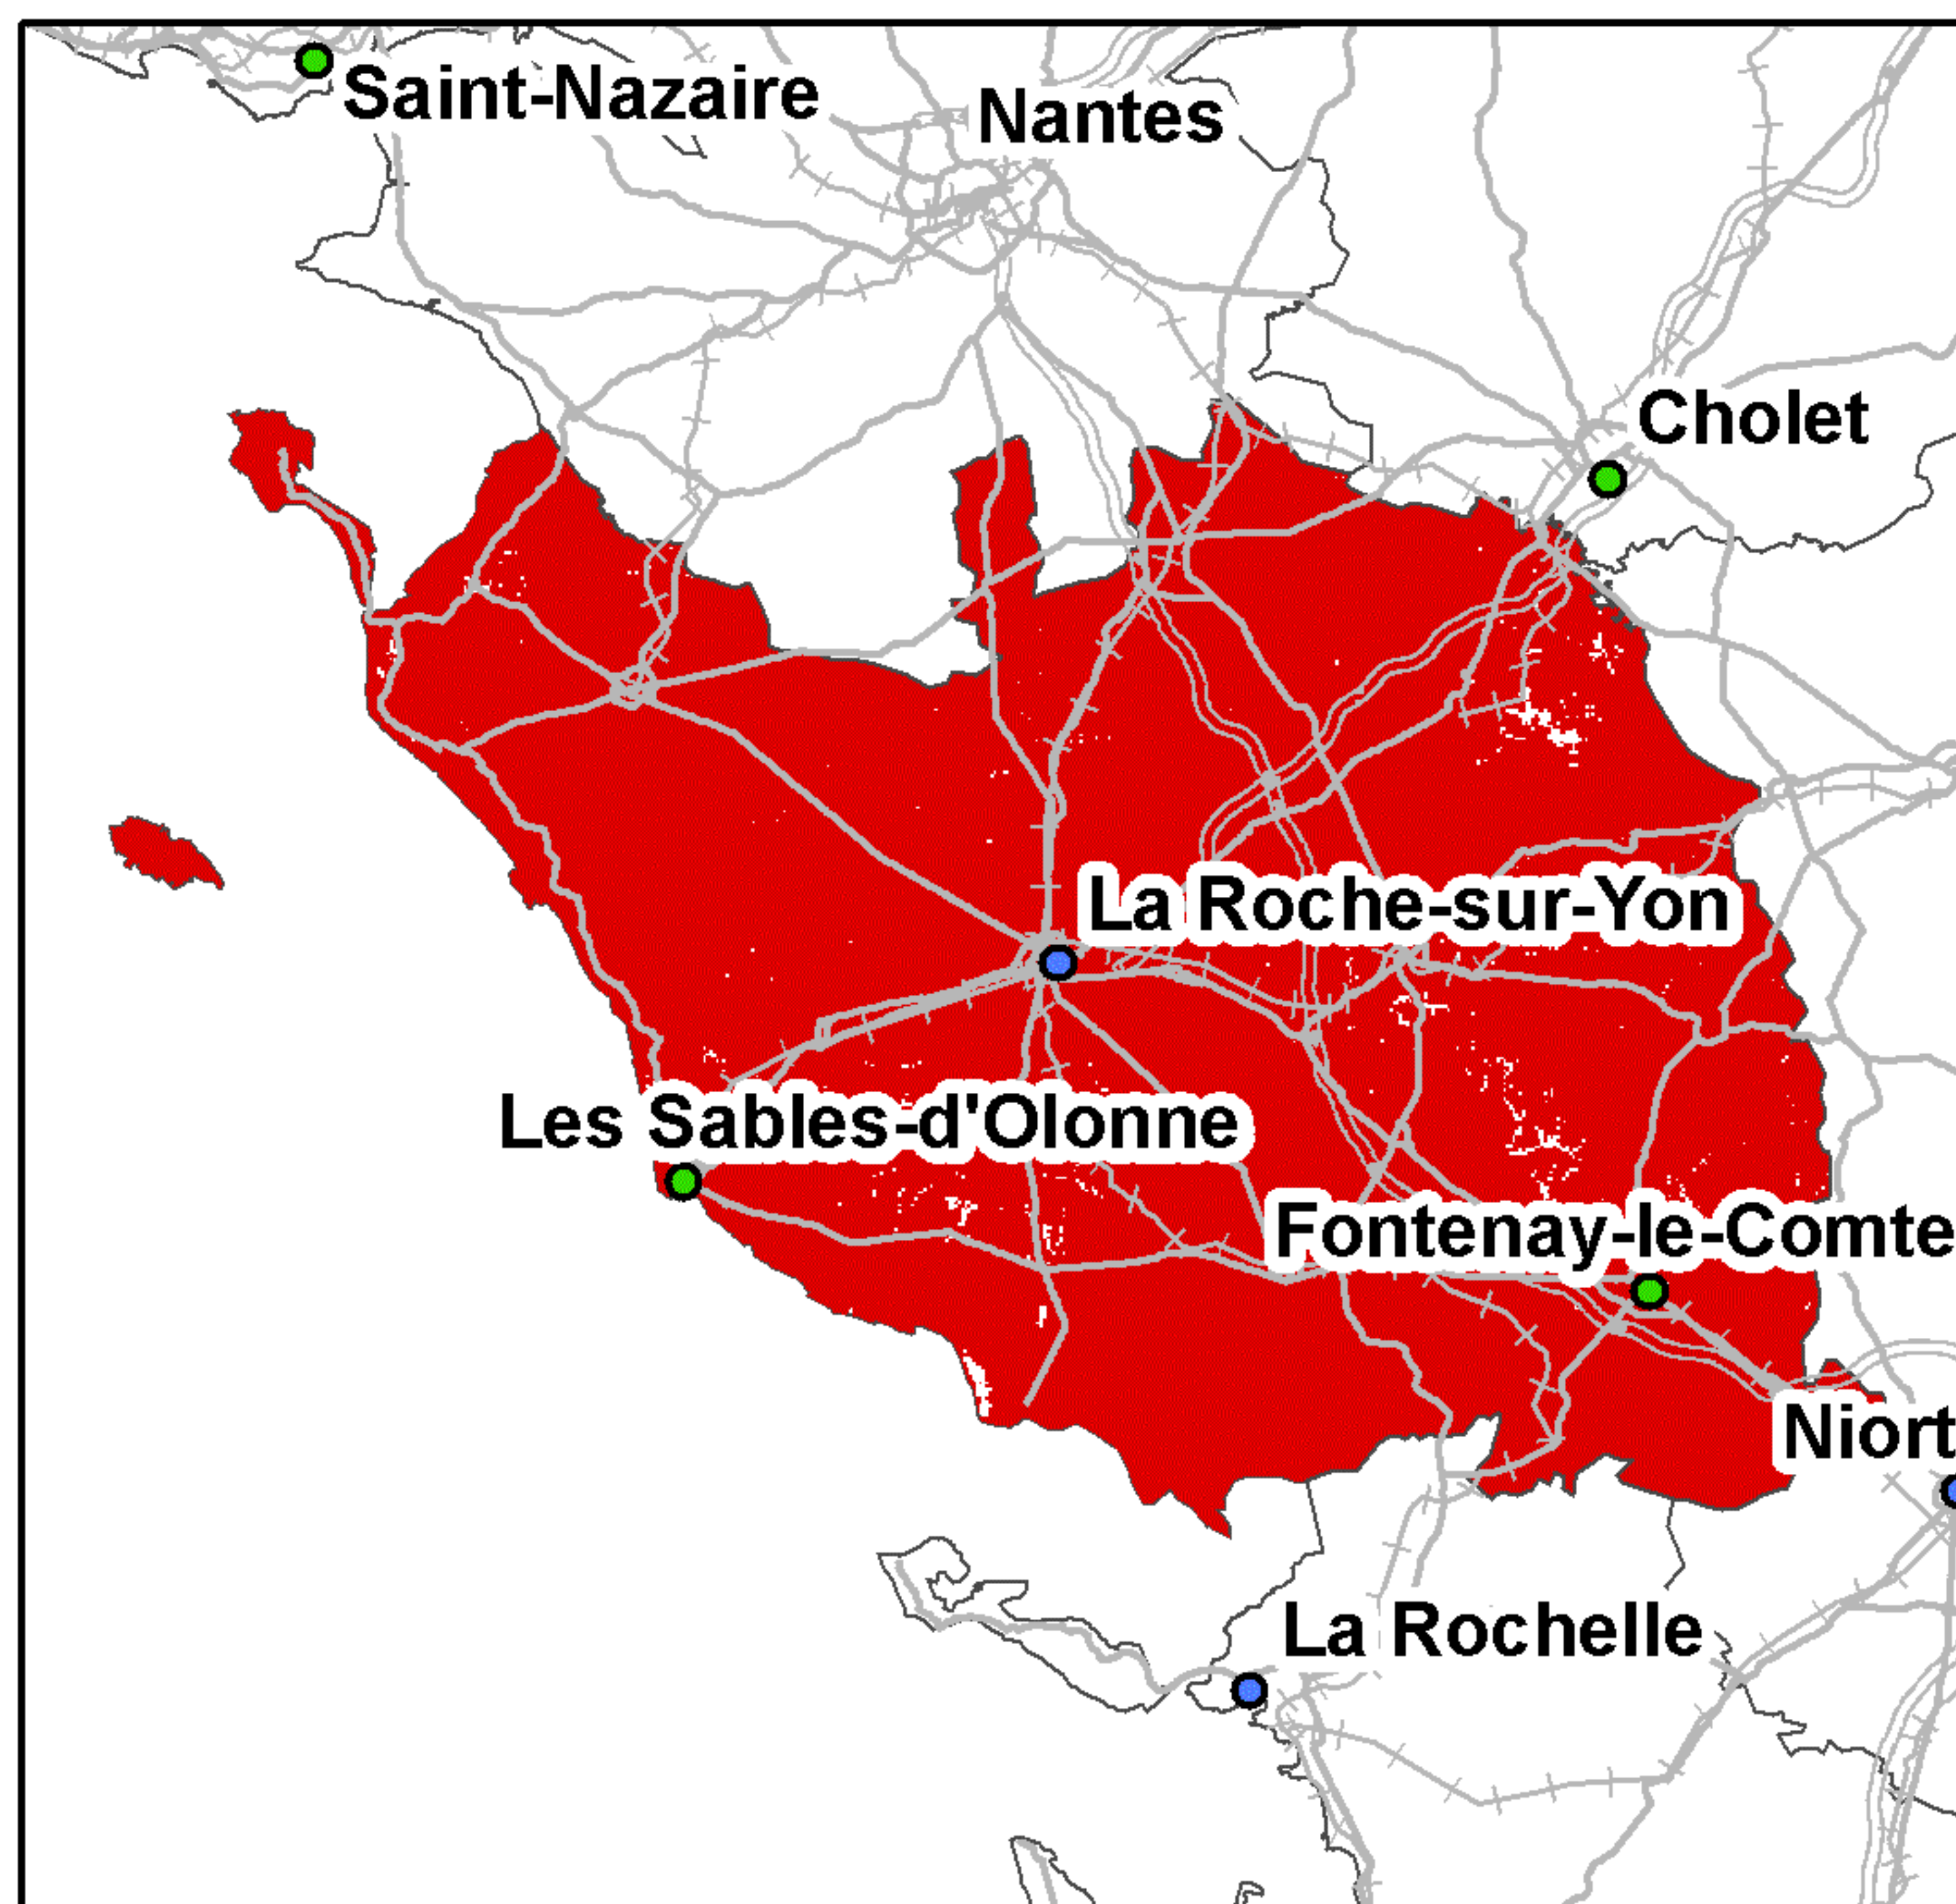 Saint-Nazaire
Nantes
Cholet
La Roche-sur-Yon
Les Sables-d'Olonne
Fontenay-le-Comte
Niort
La Rochelle